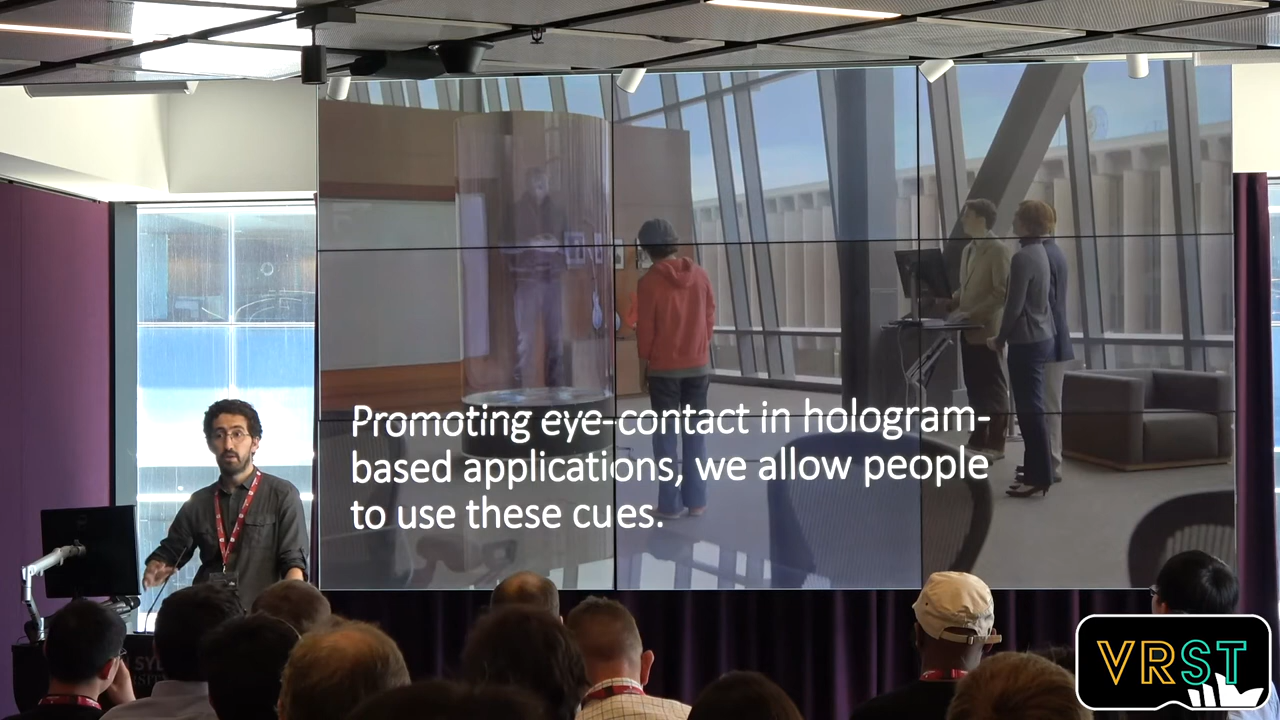 Promoting eye-contact in hologram-
based applications, we allow people
to use these cues.
VRST